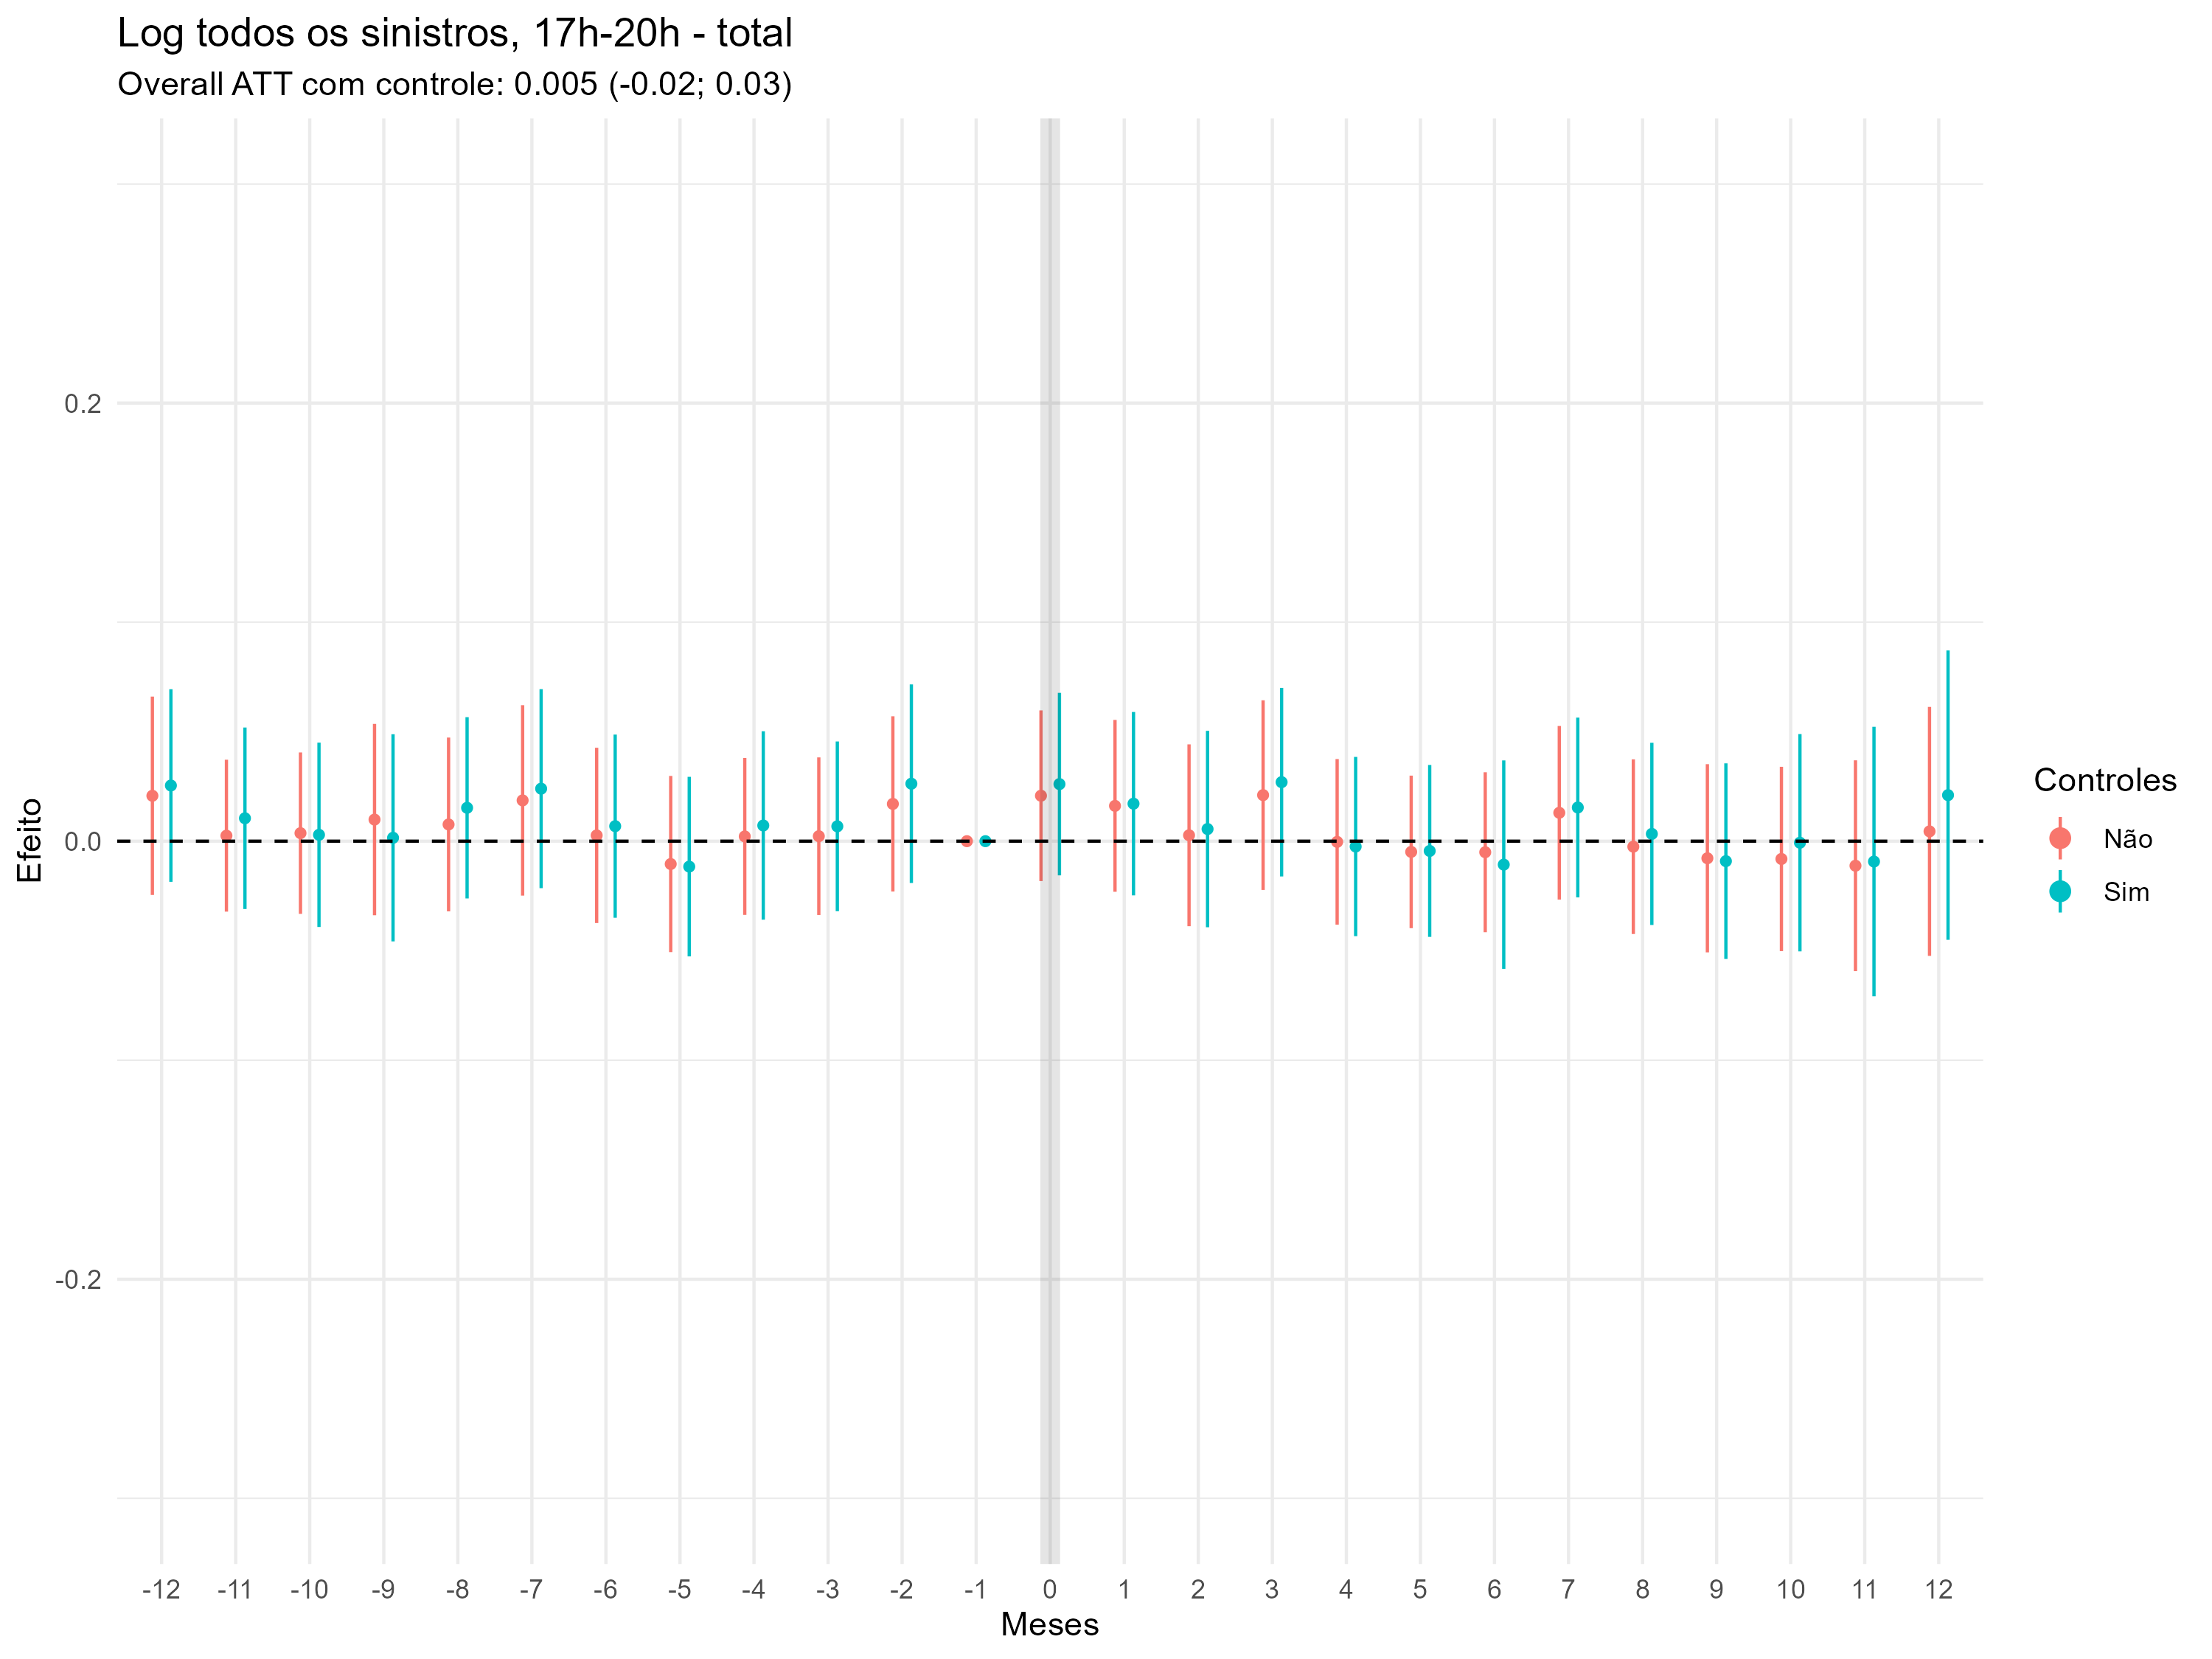 Log todos os sinistros, 17h-20h - total
Overall ATT com controle: 0.005 (-0.02; 0.03)
Efeito
0.2
0.0
-0.2
-12 -11 -10 -9 -8 -7 -6 -5 -4 -3 -2 -1 0 1 2 3 4 5 6 7 8 9 10 11 12
Meses
Controles
Não
Sim